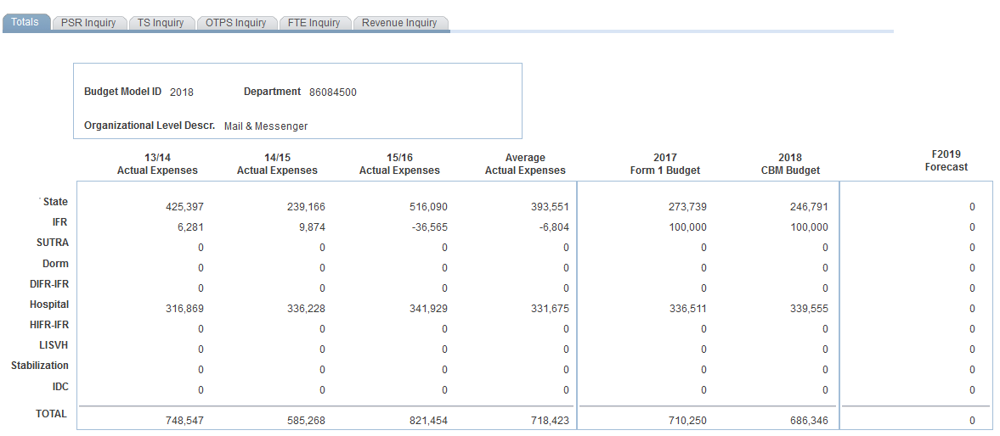 Totals PSR Inquiry TS Inquiry OTPS Inquiry FTE Inquiry Revenue Inquiry
Budget Model ID 2018 Department 86084500
Organizational Level Descr. Mail & Messenger
13/14 14/15 15/16 Average 2017 2018 F2019
Actual Expenses Actual Expenses Actual Expenses Actual Expenses Form 1 Budget CBM Budget Forecast
State 425,397 239,166 516,090 393,551 273,739 246,791 0
IFR 6,281 9,874 -36,565 -6,804 100,000 100,000 0
SUTRA 0 0 0 0 0 0 0
Dorm 0 0 0 0 0 0 0
DIFR-IFR 0 0 0 0 0 0 0
Hospital 316,869 336,228 341,929 331,675 336,511 339,555 0
HIFR-IFR 0 0 0 0 0 0 0
LISVH 0 0 0 0 0 0 0
Stabilization 0 0 0 0 0 0 0
IDC 0 0 0 0 0 0 0
TOTAL 748,547 585,268 821,454 718,423 710,250 686,346 0